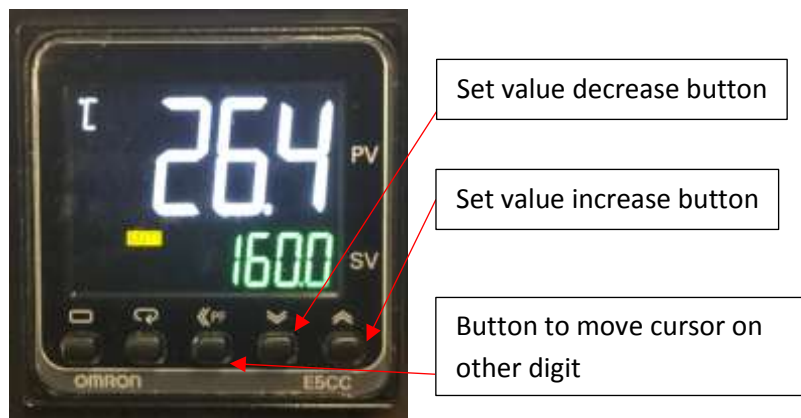 Set value decrease button
26.4
PV
Set value increase button
160.0
SV
PF
Button to move cursor on
other digit
OMRON
E5CC